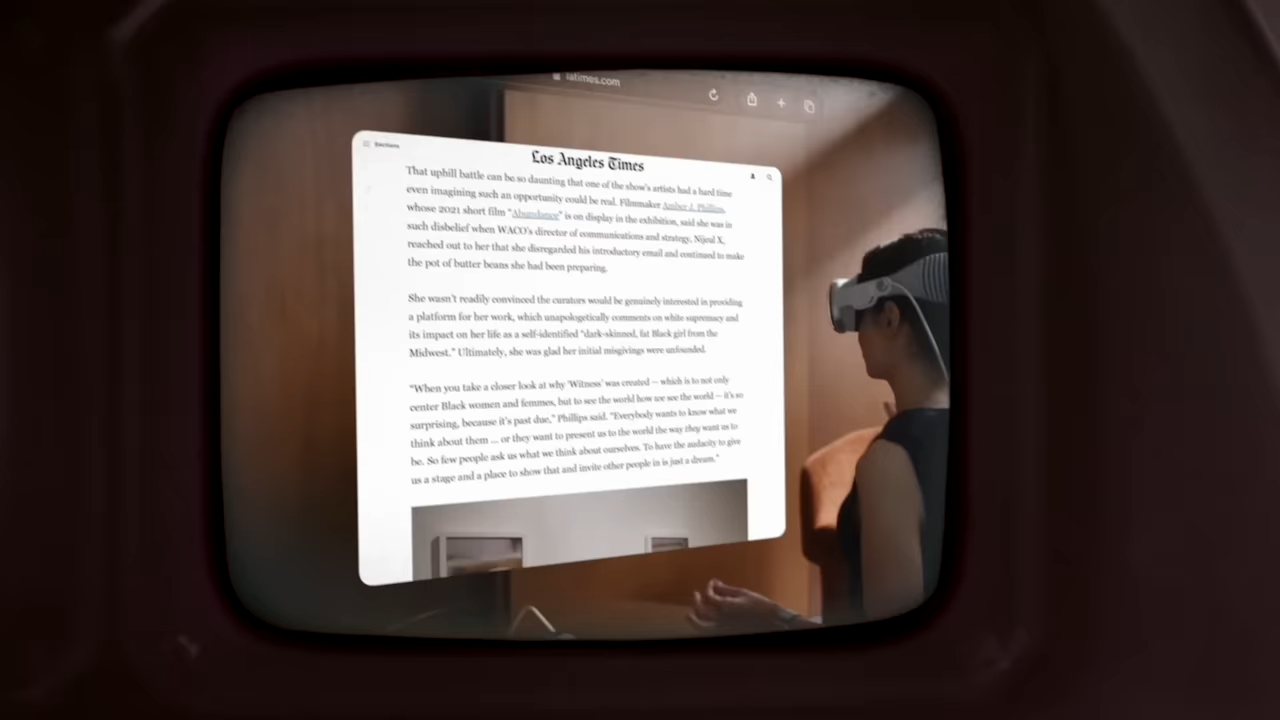 latimes.com
Sections
Los Angeles Times
That uphill battle can be so daunting that one of the show's artists had a hard time
even imagining such an opportunity could be real. Filmmaker Amber J. Phillips,
whose 2021 short film “Abundance” is on display in the exhibition, said she was in
such disbelief when WACO's director of communications and strategy, Nijeul X,
reached out to her that she disregarded his introductory email and continued to make
the pot of butter beans she had been preparing.
She wasn't readily convinced the curators would be genuinely interested in providing
a platform for her work, which unapologetically comments on white supremacy and
its impact on her life as a self-identified “dark-skinned, fat Black girl from the
Midwest.” Ultimately, she was glad her initial misgivings were unfounded.
“When you take a closer look at why ‘Witness’ was created — which is to not only
center Black women and femmes, but to see the world how we see the world — it's so
surprising, because it's past due,” Phillips said. “Everybody wants to know what we
think about them ... or they want to present us to the world the way they want us to
be. So few people ask us what we think about ourselves. To have the audacity to give
us a stage and a place to show that and invite other people in is just a dream.”